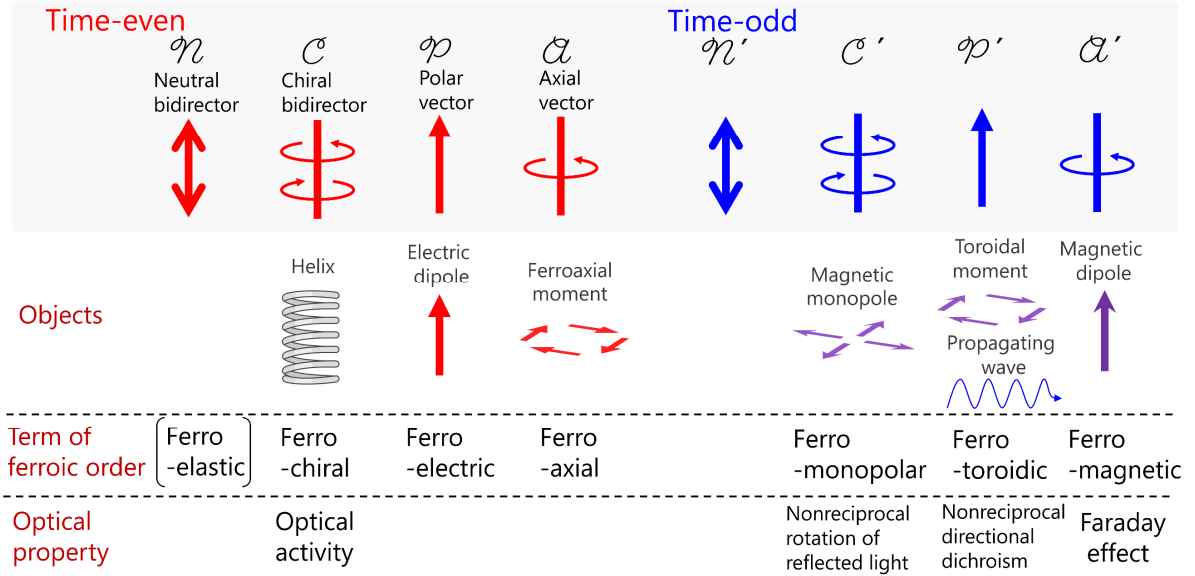 Time-even
Time-odd
𝒩 𝒞 𝒫 𝒜 𝒩′ 𝒞′ 𝒫′ 𝒜′
Neutral
bidirector
Chiral
bidirector
Polar
vector
Axial
vector
Objects
Helix
Electric
dipole
Ferroaxial
moment
Magnetic
monopole
Toroidal
moment
Propagating
wave
Magnetic
dipole
Term of
ferroic order
Ferro
-elastic
Ferro
-chiral
Ferro
-electric
Ferro
-axial
Ferro
-monopolar
Ferro
-toroidic
Ferro
-magnetic
Optical
property
Optical
activity
Nonreciprocal
rotation of
reflected light
Nonreciprocal
directional
dichroism
Faraday
effect